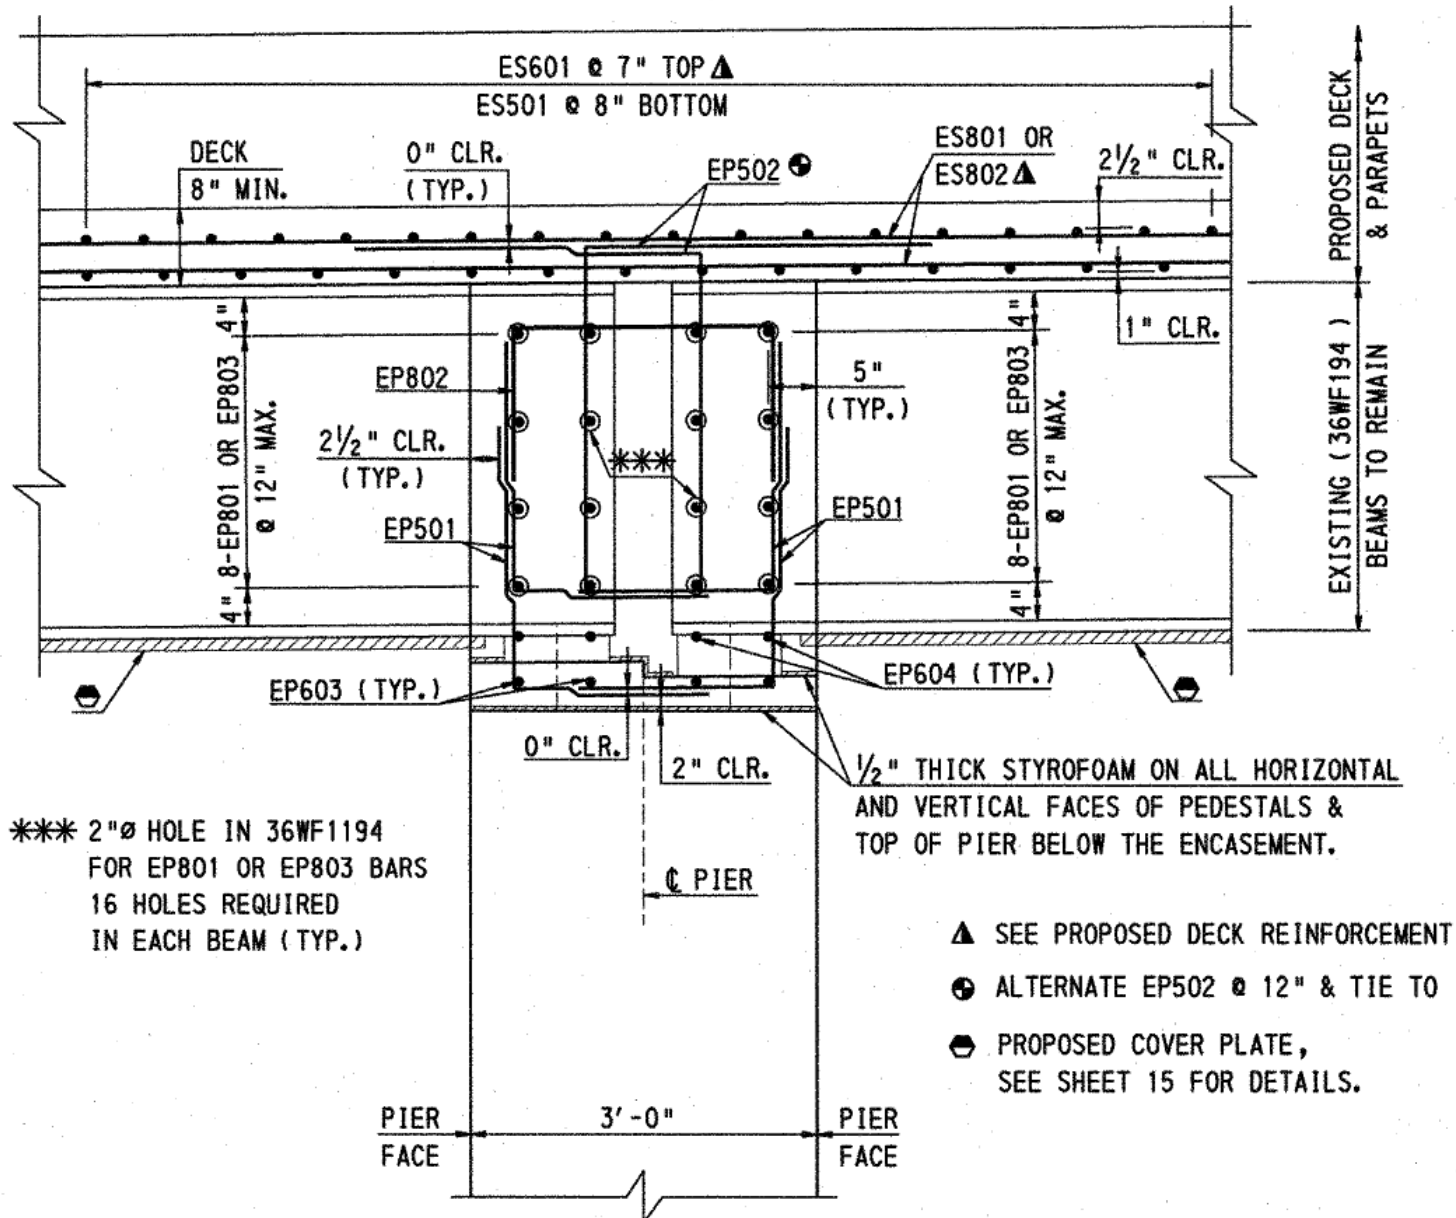 ES601 @ 7" TOP
ES501 @ 8" BOTTOM
DECK
8" MIN.
0" CLR.
(TYP.)
EP502
ES801 OR
ES802
2½" CLR.
PROPOSED DECK
& PARAPETS
4"
8-EP801 OR EP803
@ 12" MAX.
4"
EP802
2½" CLR.
(TYP.)
EP501
***
5"
(TYP.)
EP501
4"
8-EP801 OR EP803
@ 12" MAX.
4"
1" CLR.
EXISTING (36WF194)
BEAMS TO REMAIN
EP603 (TYP.)
EP604 (TYP.)
0" CLR.
2" CLR.
½" THICK STYROFOAM ON ALL HORIZONTAL
AND VERTICAL FACES OF PEDESTALS &
TOP OF PIER BELOW THE ENCASEMENT.
*** 2"Ø HOLE IN 36WF1194
FOR EP801 OR EP803 BARS
16 HOLES REQUIRED
IN EACH BEAM (TYP.)
℄ PIER
SEE PROPOSED DECK REINFORCEMENT
ALTERNATE EP502 @ 12" & TIE TO
PROPOSED COVER PLATE,
SEE SHEET 15 FOR DETAILS.
PIER
FACE
3'-0"
PIER
FACE